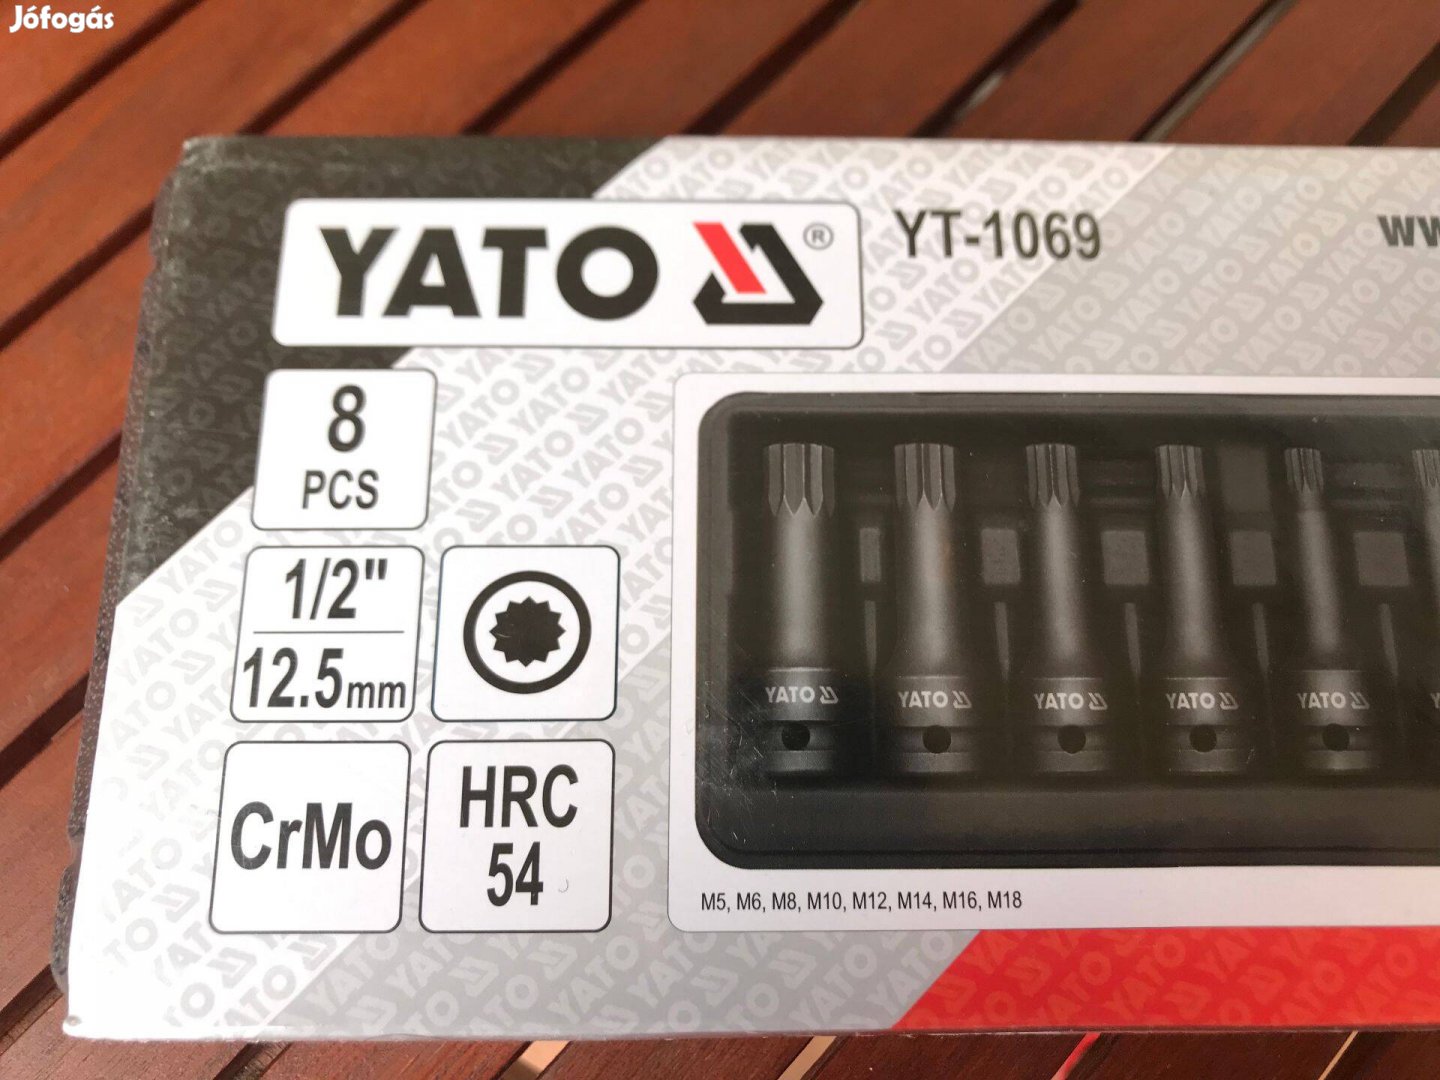 Jófogás
YATO ®
YT-1069
8
PCS
1/2"
12.5mm
CrMo
HRC
54
YATO YATO YATO YATO YATO
M5, M6, M8, M10, M12, M14, M16, M18